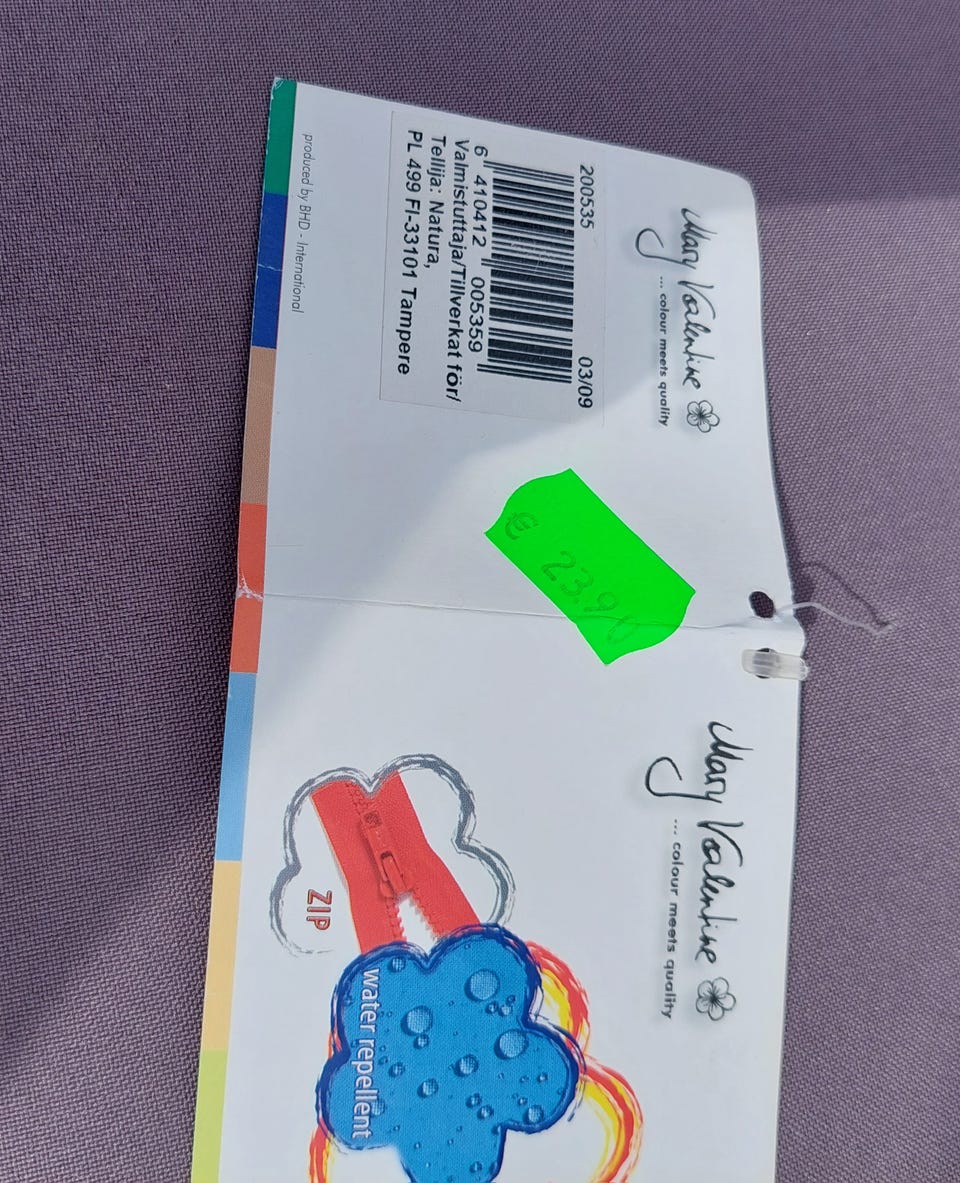 Mary Valentine
... colour meets quality
200535 03/09
6 410412 005359
Valmistuttaja/Tillverkat för/
Tellija: Natura,
PL 499 FI-33101 Tampere
produced by BHD - International
€ 23.90
Mary Valentine
... colour meets quality
ZIP
water repellent